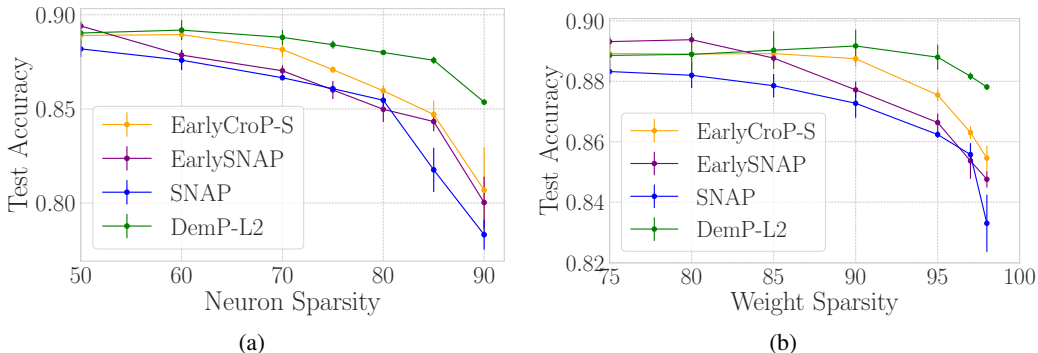 0.90
0.85
0.80
Test Accuracy
EarlyCroP-S
EarlySNAP
SNAP
DemP-L2
50 60 70 80 90
Neuron Sparsity
(a)
0.90
0.88
0.86
0.84
0.82
Test Accuracy
EarlyCroP-S
EarlySNAP
SNAP
DemP-L2
75 80 85 90 95 100
Weight Sparsity
(b)